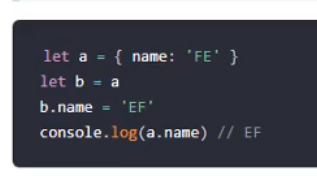 let a = { name: 'FE' }
let b = a
b.name = 'EF'
console.log(a.name) // EF